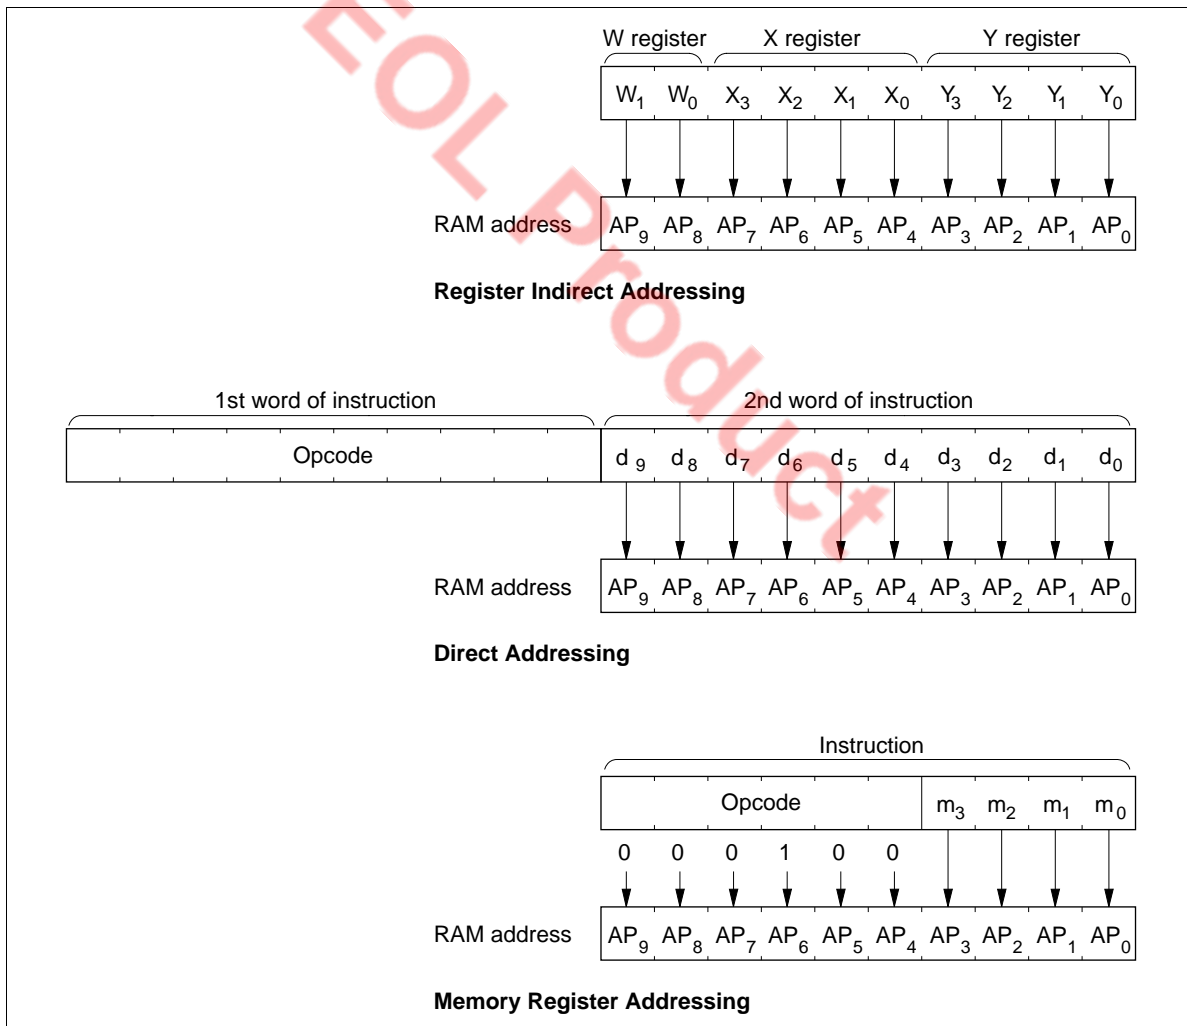 W register X register Y register
W1 W0 X3 X2 X1 X0 Y3 Y2 Y1 Y0
RAM address AP9 AP8 AP7 AP6 AP5 AP4 AP3 AP2 AP1 AP0
Register Indirect Addressing
1st word of instruction 2nd word of instruction
Opcode d9 d8 d7 d6 d5 d4 d3 d2 d1 d0
RAM address AP9 AP8 AP7 AP6 AP5 AP4 AP3 AP2 AP1 AP0
Direct Addressing
Instruction
Opcode m3 m2 m1 m0
0 0 0 1 0 0
RAM address AP9 AP8 AP7 AP6 AP5 AP4 AP3 AP2 AP1 AP0
Memory Register Addressing
EOL Product